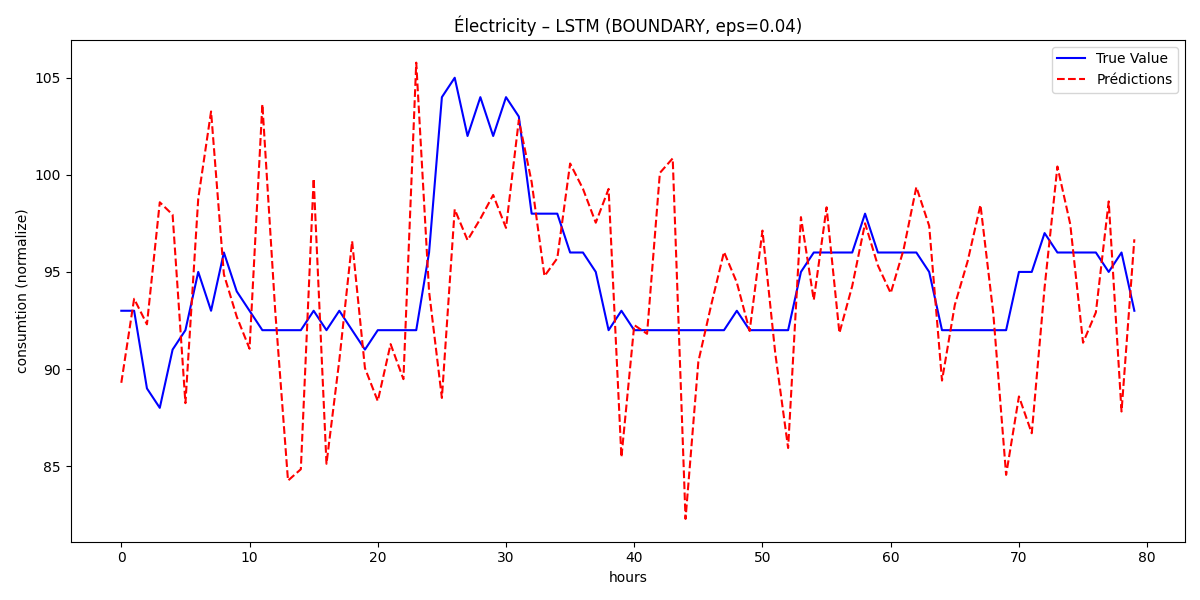 Électricity – LSTM (BOUNDARY, eps=0.04)
True Value
Prédictions
consumtion (normalize)
105
100
95
90
85
0 10 20 30 40 50 60 70 80
hours